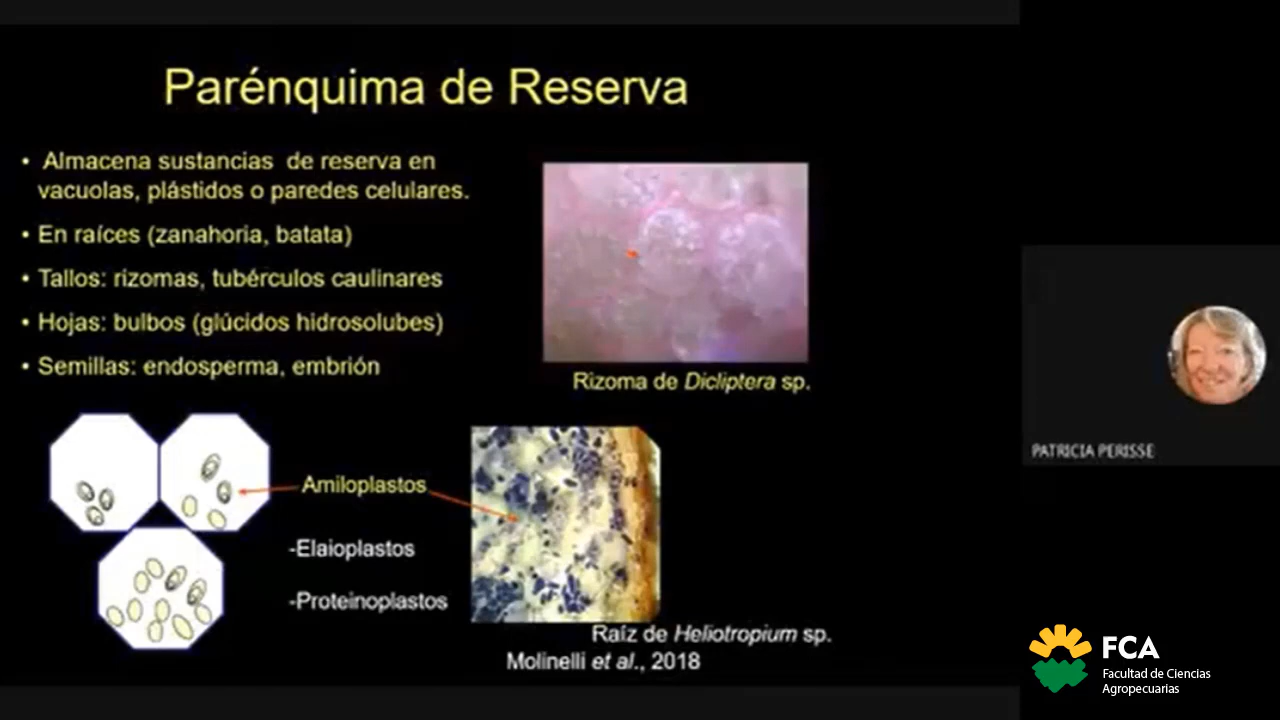 Parénquima de Reserva
• Almacena sustancias de reserva en
vacuolas, plástidos o paredes celulares.
• En raíces (zanahoria, batata)
• Tallos: rizomas, tubérculos caulinares
• Hojas: bulbos (glúcidos hidrosolubles)
• Semillas: endosperma, embrión
Rizoma de Dicliptera sp.
Amiloplastos
-Elaioplastos
-Proteinoplastos
Raíz de Heliotropium sp.
Molinelli et al., 2018
PATRICIA PERISSE
FCA
Facultad de Ciencias
Agropecuarias